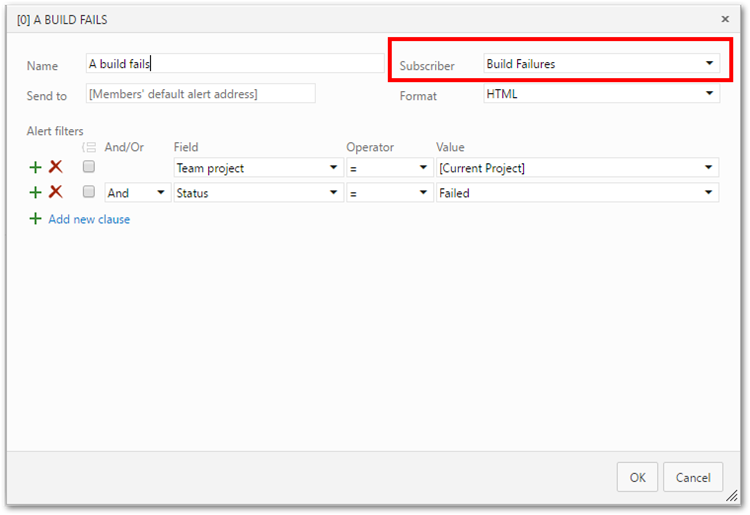 [0] A BUILD FAILS
Name A build fails Subscriber Build Failures
Send to [Members' default alert address] Format HTML
Alert filters
And/Or Field Operator Value
Team project = [Current Project]
And Status = Failed
Add new clause
OK Cancel